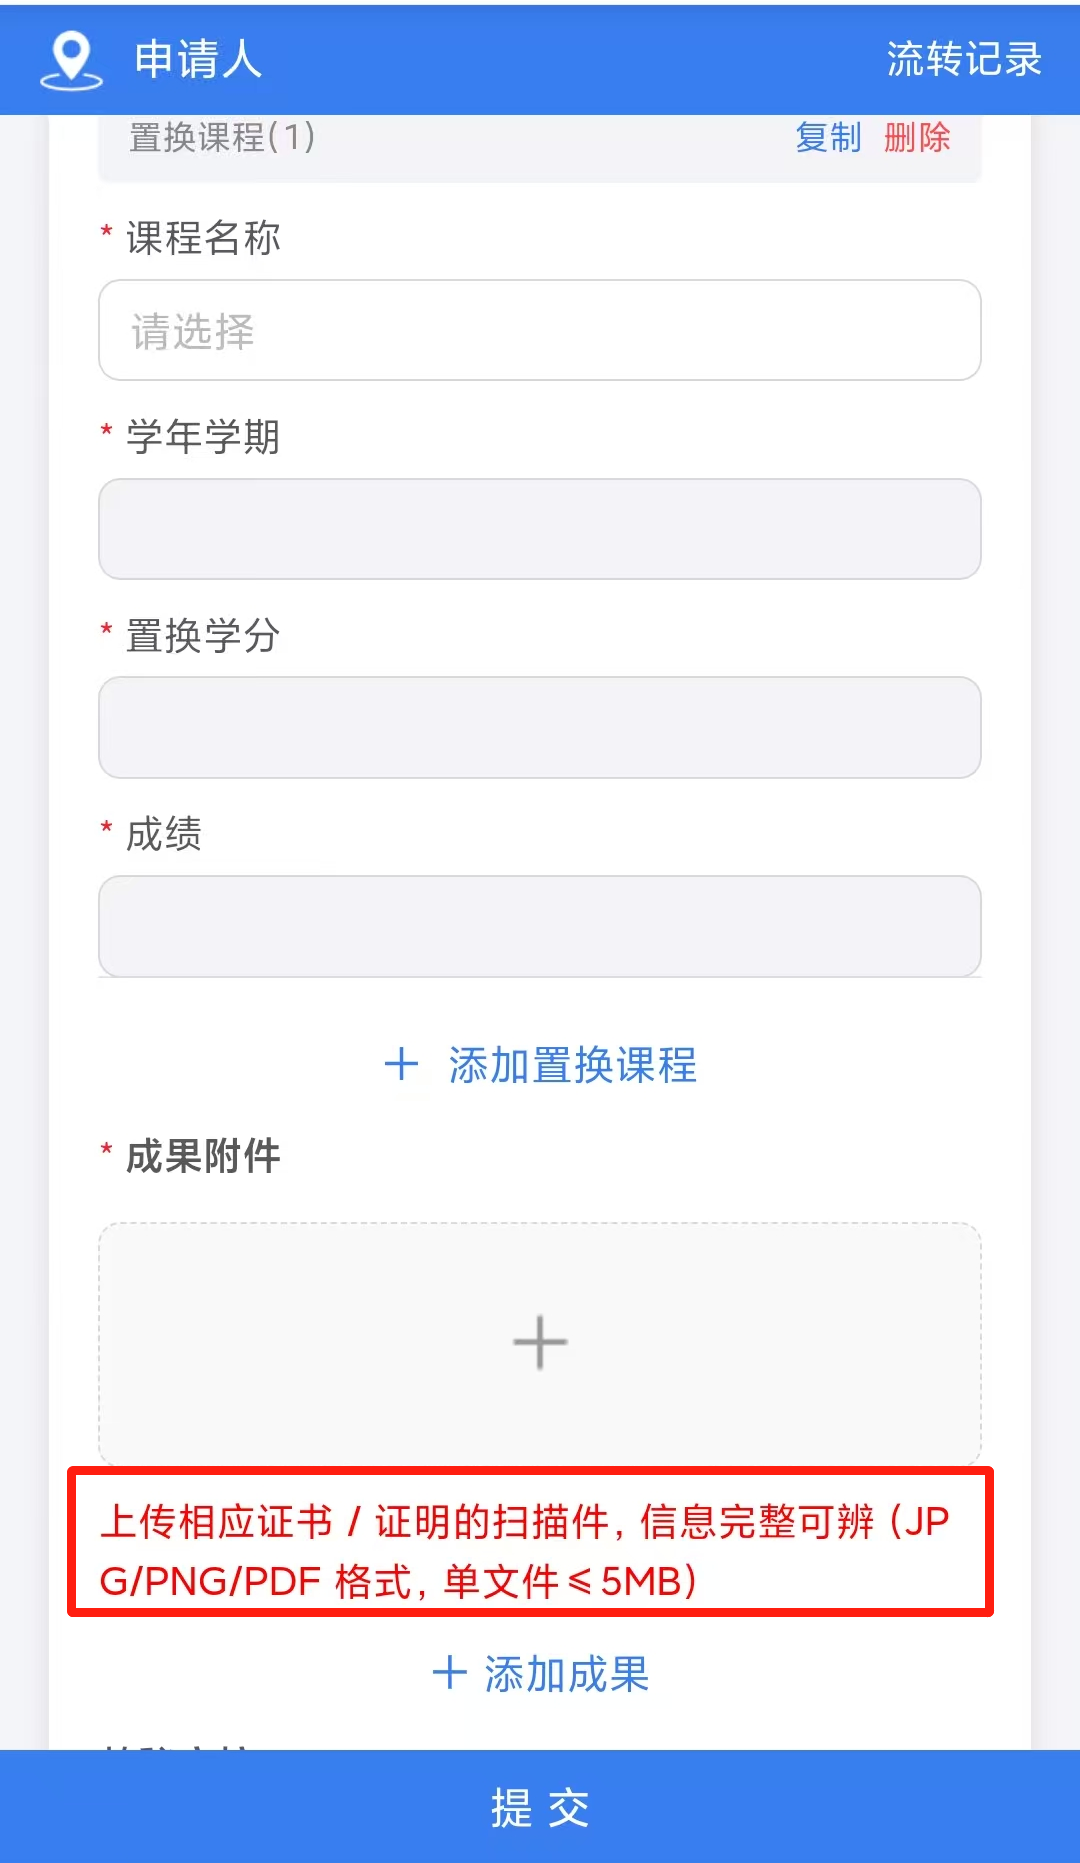 申请人 流转记录
置换课程(1) 复制 删除
* 课程名称
请选择
* 学年学期
* 置换学分
* 成绩
+ 添加置换课程
* 成果附件
上传相应证书 / 证明的扫描件，信息完整可辨（JP
G/PNG/PDF 格式，单文件≤5MB）
+ 添加成果
提 交